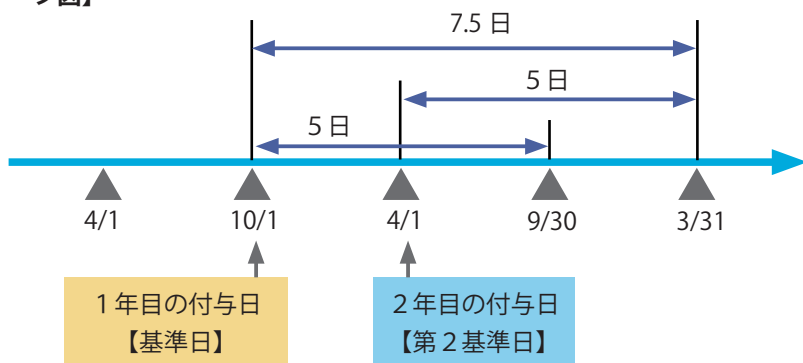 図】
7.5 日
5 日
5 日
4/1
10/1
4/1
9/30
3/31
1 年目の付与日
【基準日】
2 年目の付与日
【第 2 基準日】